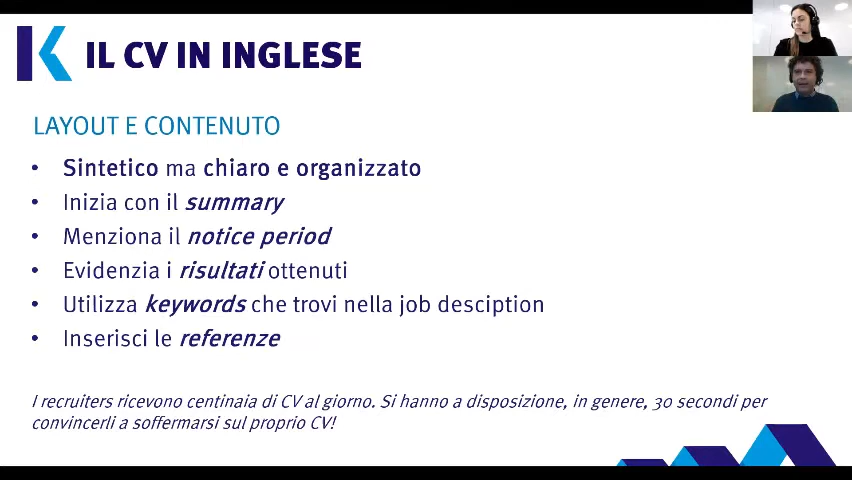 IL CV IN INGLESE
LAYOUT E CONTENUTO
• Sintetico ma chiaro e organizzato
• Inizia con il summary
• Menziona il notice period
• Evidenzia i risultati ottenuti
• Utilizza keywords che trovi nella job desciption
• Inserisci le referenze
I recruiters ricevono centinaia di CV al giorno. Si hanno a disposizione, in genere, 30 secondi per
convincerli a soffermarsi sul proprio CV!